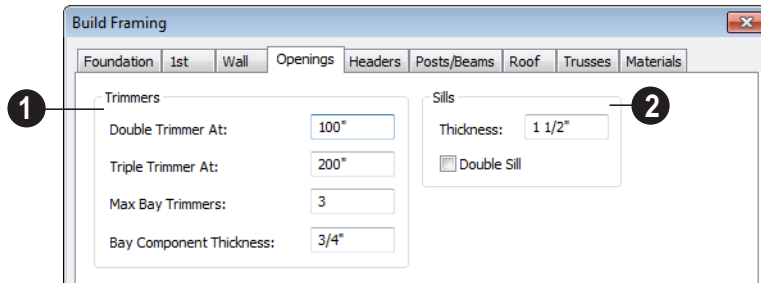 Build Framing
Foundation 1st Wall Openings Headers Posts/Beams Roof Trusses Materials
1
Trimmers
Double Trimmer At: 100"
Triple Trimmer At: 200"
Max Bay Trimmers: 3
Bay Component Thickness: 3/4"
Sills
2
Thickness: 1 1/2"
Double Sill